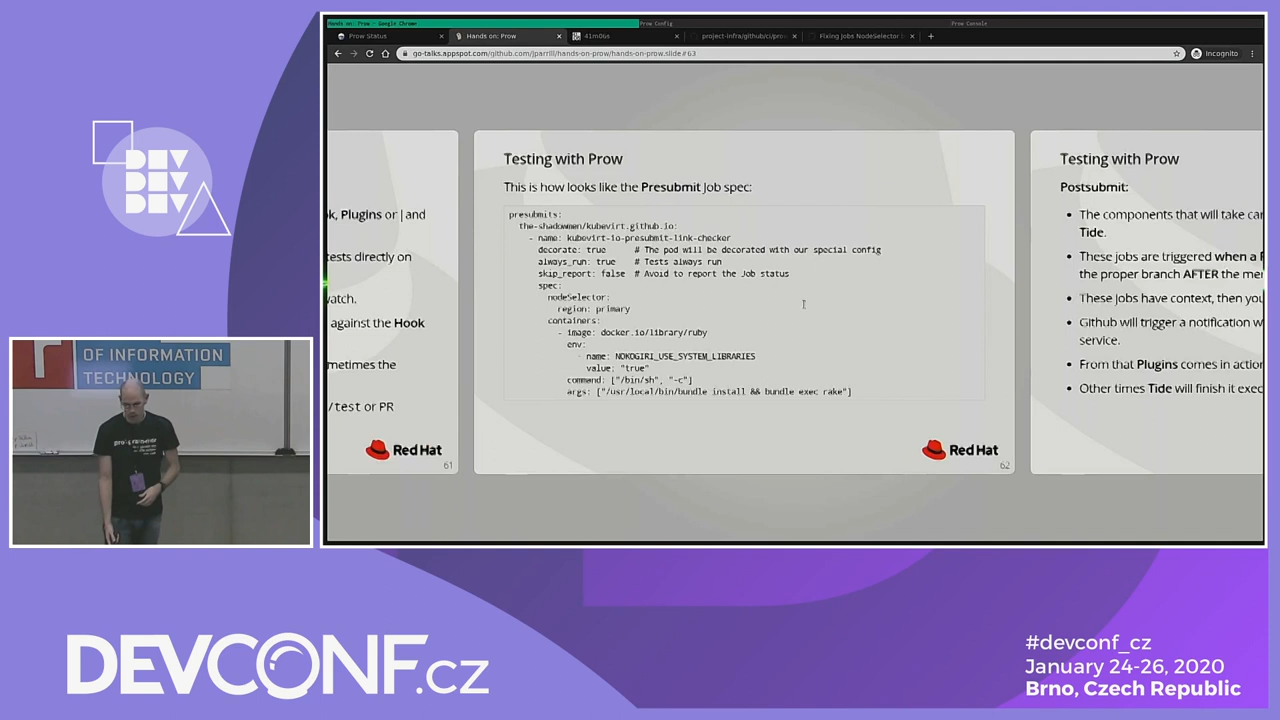 DEV
DEV
DEV
Hands on: Prow - Google Chrome
Prow Config
Prow Console
Prow Status
Hands on: Prow
41m06s
project-infra/github/ci/prow
Fixing Jobs NodeSelector
go-talks.appspot.com/github.com/jparrill/hands-on-prow/hands-on-prow.slide#63
Incognito
k, Plugins or | and
tests directly on
watch.
against the Hook
metimes the
/test or PR
Red Hat
61
Testing with Prow
This is how looks like the Presubmit Job spec:
presubmits:
the-shadowmen/kubevirt.github.io:
- name: kubevirt-io-presubmit-link-checker
decorate: true # The pod will be decorated with our special config
always_run: true # Tests always run
skip_report: false # Avoid to report the Job status
spec:
nodeSelector:
region: primary
containers:
- image: docker.io/library/ruby
env:
- name: NOKOGIRI_USE_SYSTEM_LIBRARIES
value: "true"
command: ["/bin/sh", "-c"]
args: ["/usr/local/bin/bundle install && bundle exec rake"]
Red Hat
62
Testing with Prow
Postsubmit:
The components that will take car
Tide.
These jobs are triggered when a P
the proper branch AFTER the mer
These jobs have context, then you
Github will trigger a notification w
service.
From that Plugins comes in action
Other times Tide will finish it exec
OF INFORMATION
TECHNOLOGY
DEVCONF.cz
#devconf_cz
January 24-26, 2020
Brno, Czech Republic